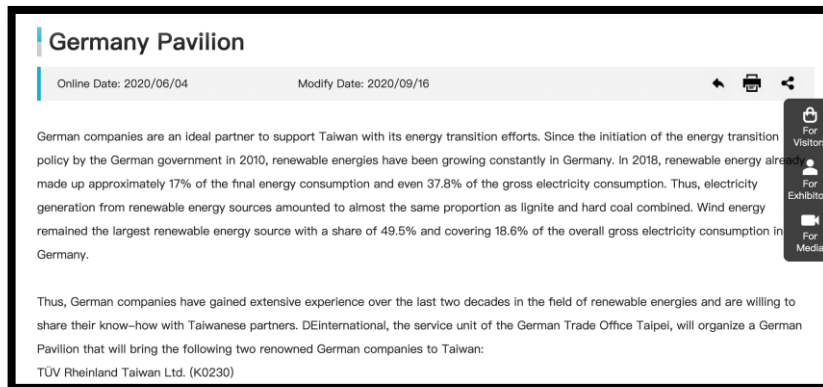 Germany Pavilion
Online Date: 2020/06/04
Modify Date: 2020/09/16
German companies are an ideal partner to support Taiwan with its energy transition efforts. Since the initiation of the energy transition
policy by the German government in 2010, renewable energies have been growing constantly in Germany. In 2018, renewable energy already
made up approximately 17% of the final energy consumption and even 37.8% of the gross electricity consumption. Thus, electricity
generation from renewable energy sources amounted to almost the same proportion as lignite and hard coal combined. Wind energy
remained the largest renewable energy source with a share of 49.5% and covering 18.6% of the overall gross electricity consumption in
Germany.
Thus, German companies have gained extensive experience over the last two decades in the field of renewable energies and are willing to
share their know-how with Taiwanese partners. DEinternational, the service unit of the German Trade Office Taipei, will organize a German
Pavilion that will bring the following two renowned German companies to Taiwan:
TÜV Rheinland Taiwan Ltd. (K0230)
For
Visitors
For
Exhibito
For
Media